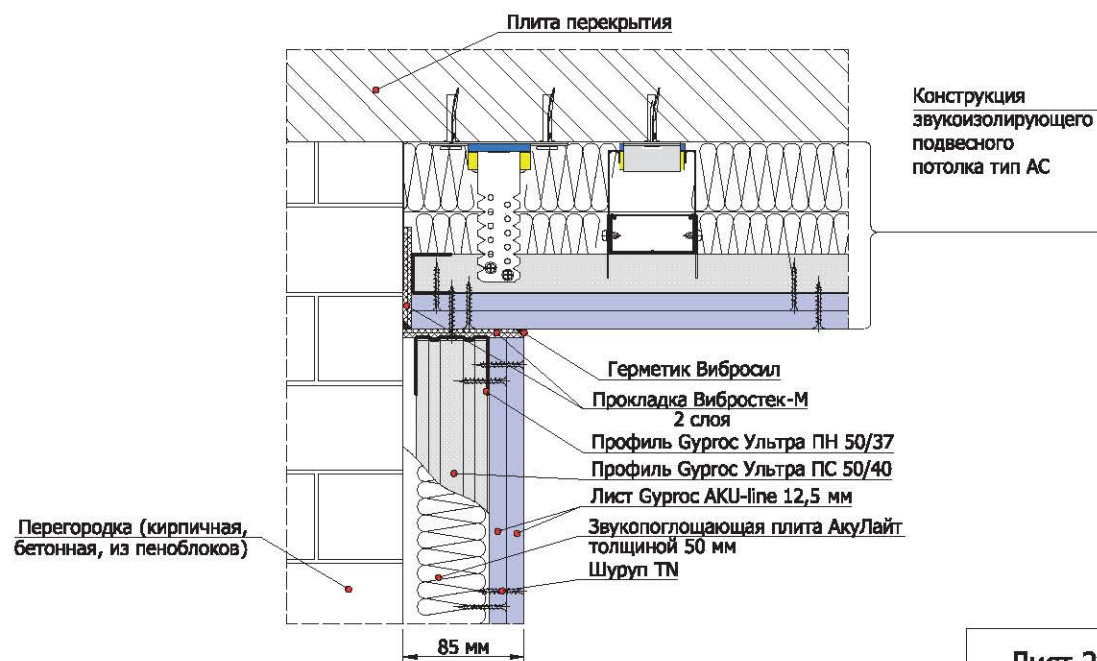 Плита перекрытия
Конструкция
звукоизолирующего
подвесного
потолка тип АС
Герметик Вибросил
Прокладка Вибростек-М
2 слоя
Профиль Gyproc Ультра ПН 50/37
Профиль Gyproc Ультра ПС 50/40
Лист Gyproc AKU-line 12,5 мм
Звукопоглощающая плита АкуЛайт
толщиной 50 мм
Шуруп TN
Перегородка (кирпичная,
бетонная, из пеноблоков)
85 мм
Лист 2